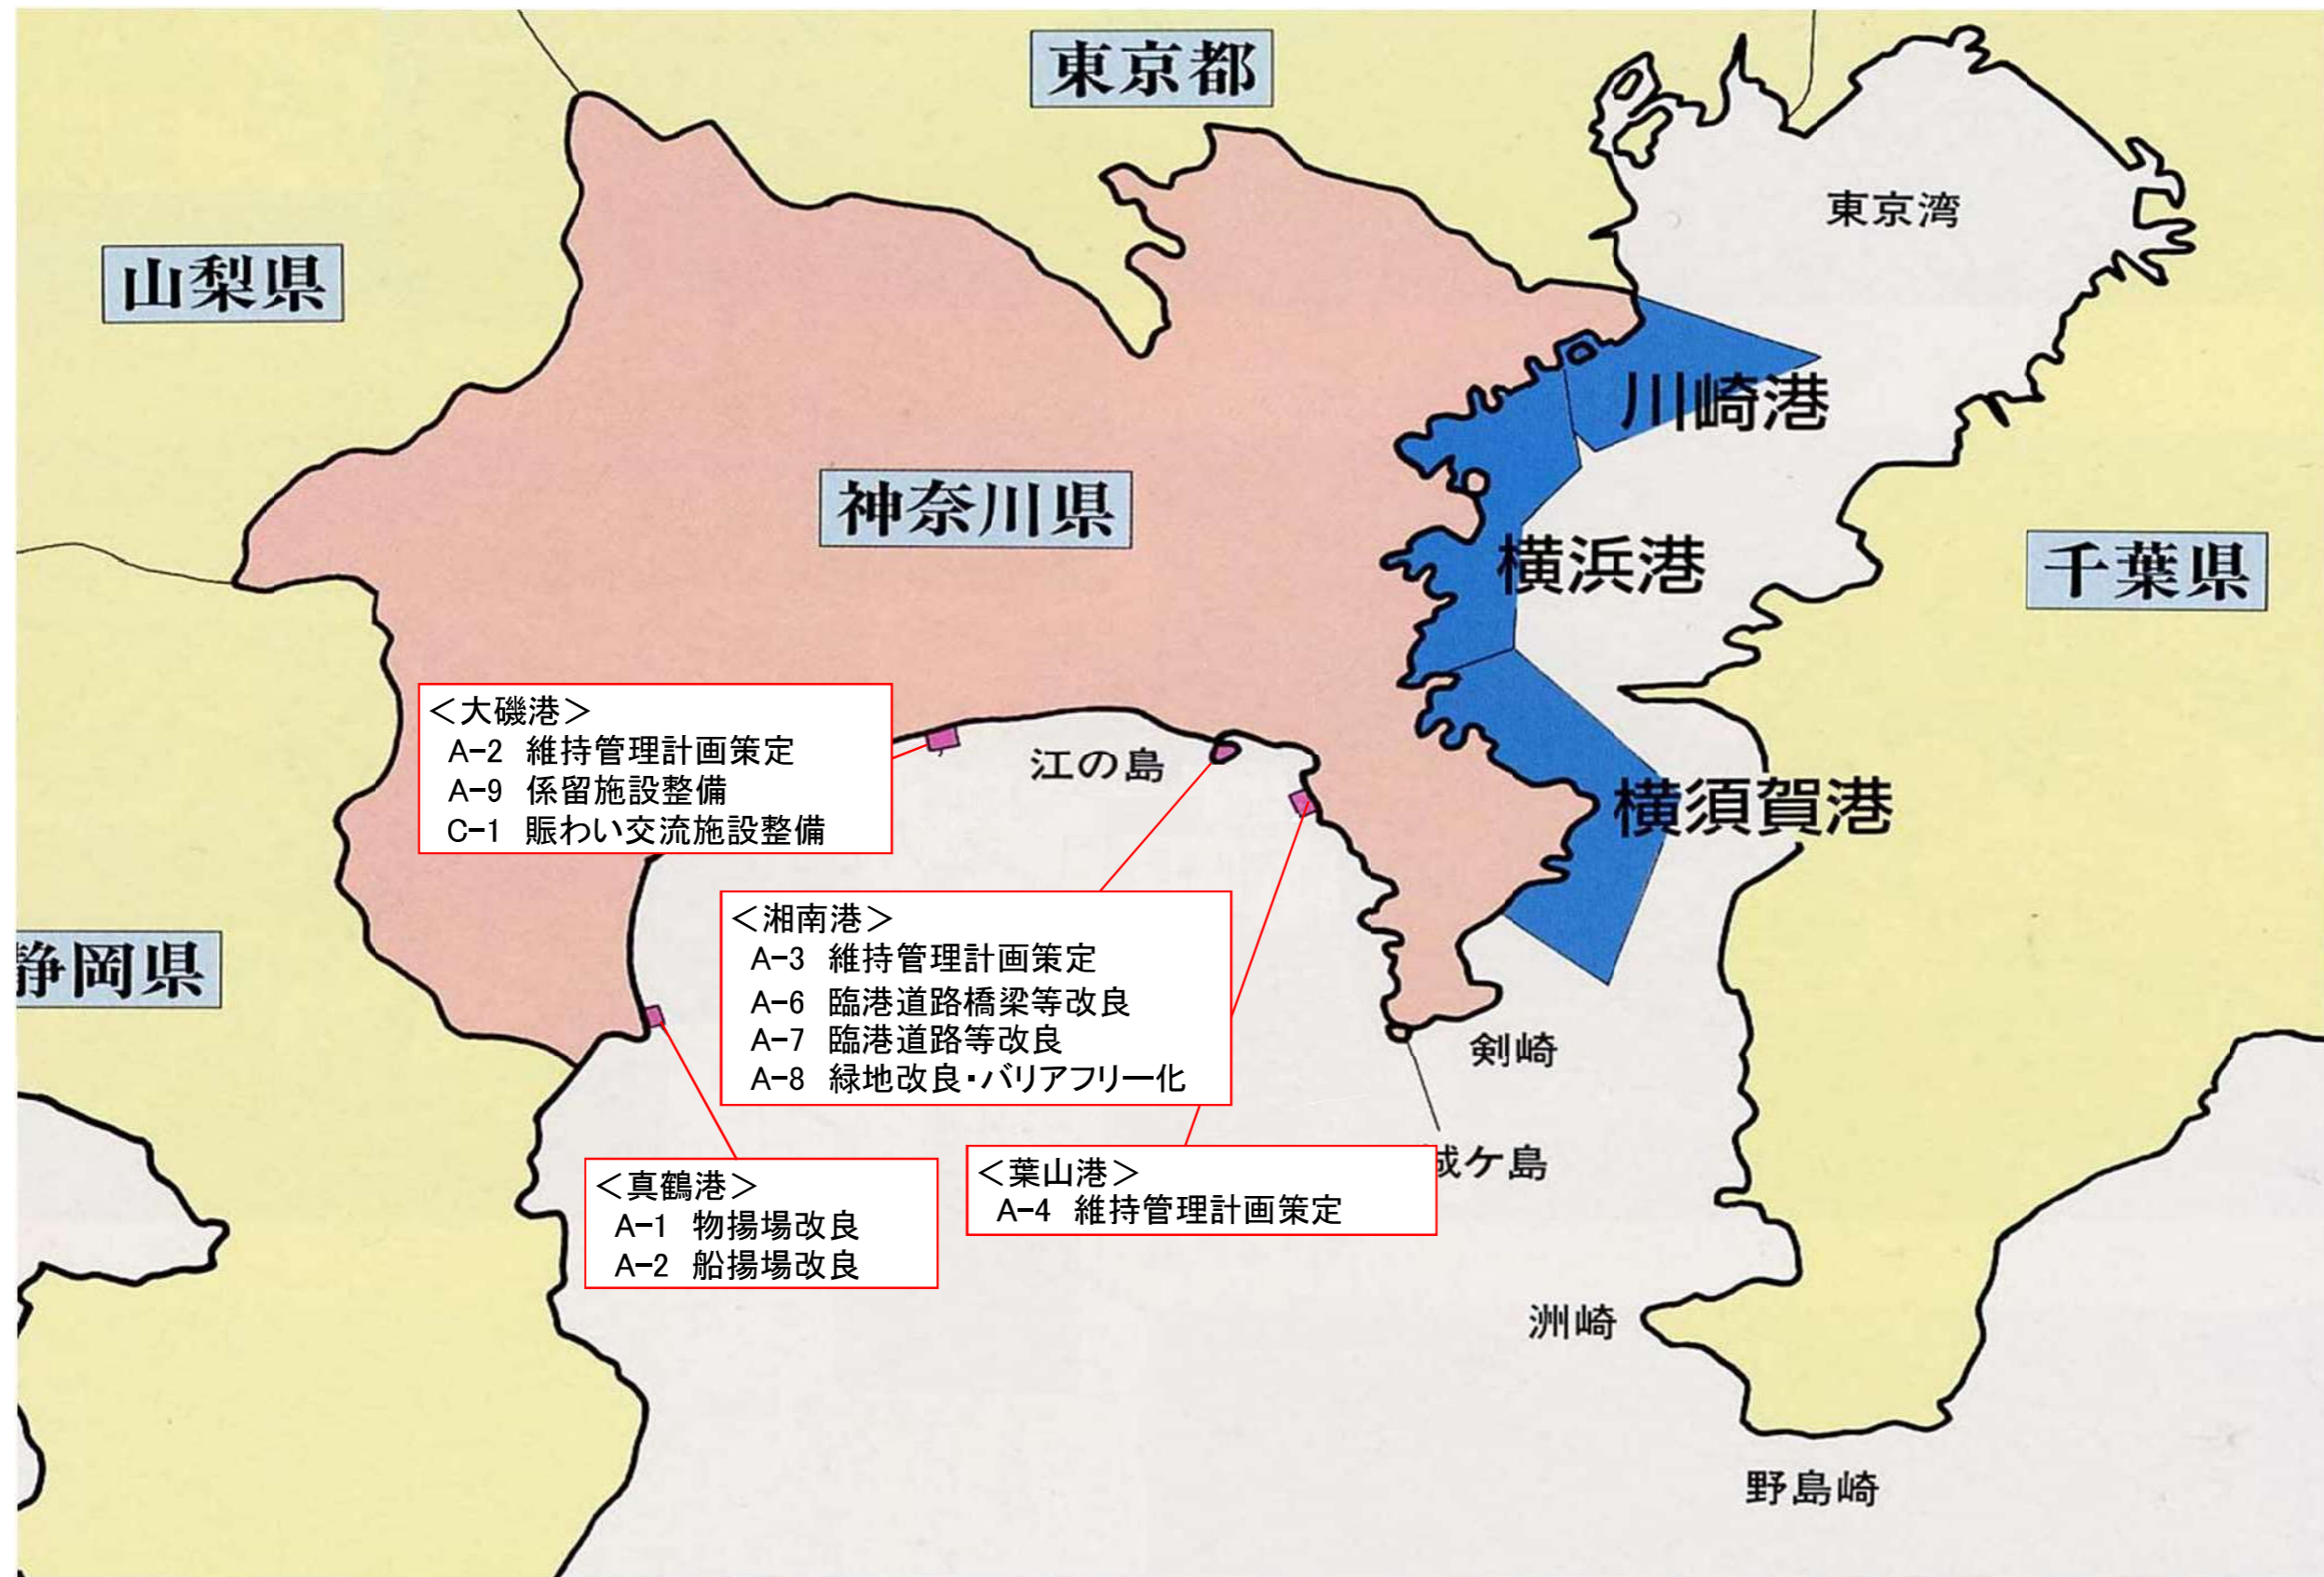 東京都
東京湾
山梨県
川崎港
神奈川県
横浜港
千葉県
<大磯港>
A-2 維持管理計画策定
A-9 係留施設整備
C-1 賑わい交流施設整備
江の島
横須賀港
<湘南港>
A-3 維持管理計画策定
A-6 臨港道路橋梁等改良
A-7 臨港道路等改良
A-8 緑地改良・バリアフリー化
静岡県
剣崎
ケ島
<真鶴港>
A-1 物揚場改良
A-2 船揚場改良
<葉山港>
A-4 維持管理計画策定
洲崎
野島崎